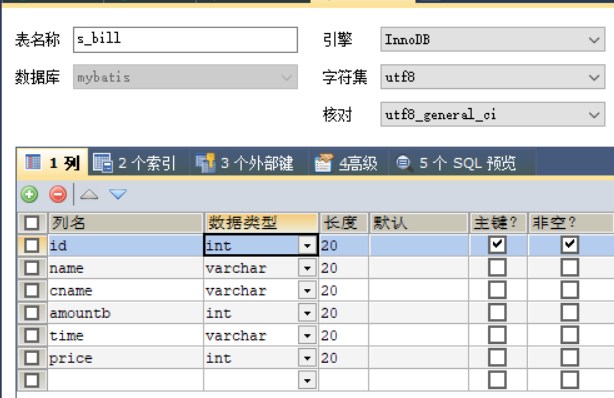 表名称 s_bill 引擎 InnoDB
数据库 mybatis 字符集 utf8
核对 utf8_general_ci
1 列 2 个索引 3 个外部键 4高级 5 个 SQL 预览
列名 数据类型 长度 默认 主键? 非空?
id int 20
name varchar 20
cname varchar 20
amountb int 20
time varchar 20
price int 20